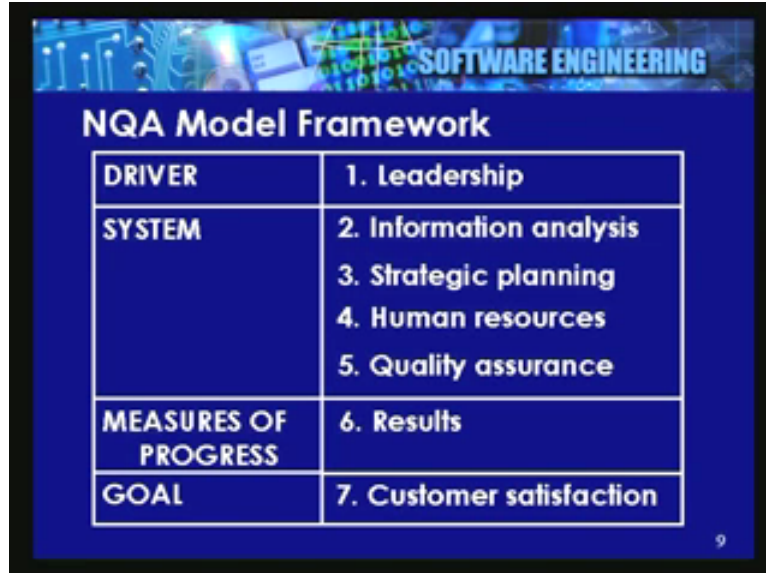 SOFTWARE ENGINEERING
NQA Model Framework
DRIVER
1. Leadership
SYSTEM
2. Information analysis
3. Strategic planning
4. Human resources
5. Quality assurance
MEASURES OF
PROGRESS
6. Results
GOAL
7. Customer satisfaction
9